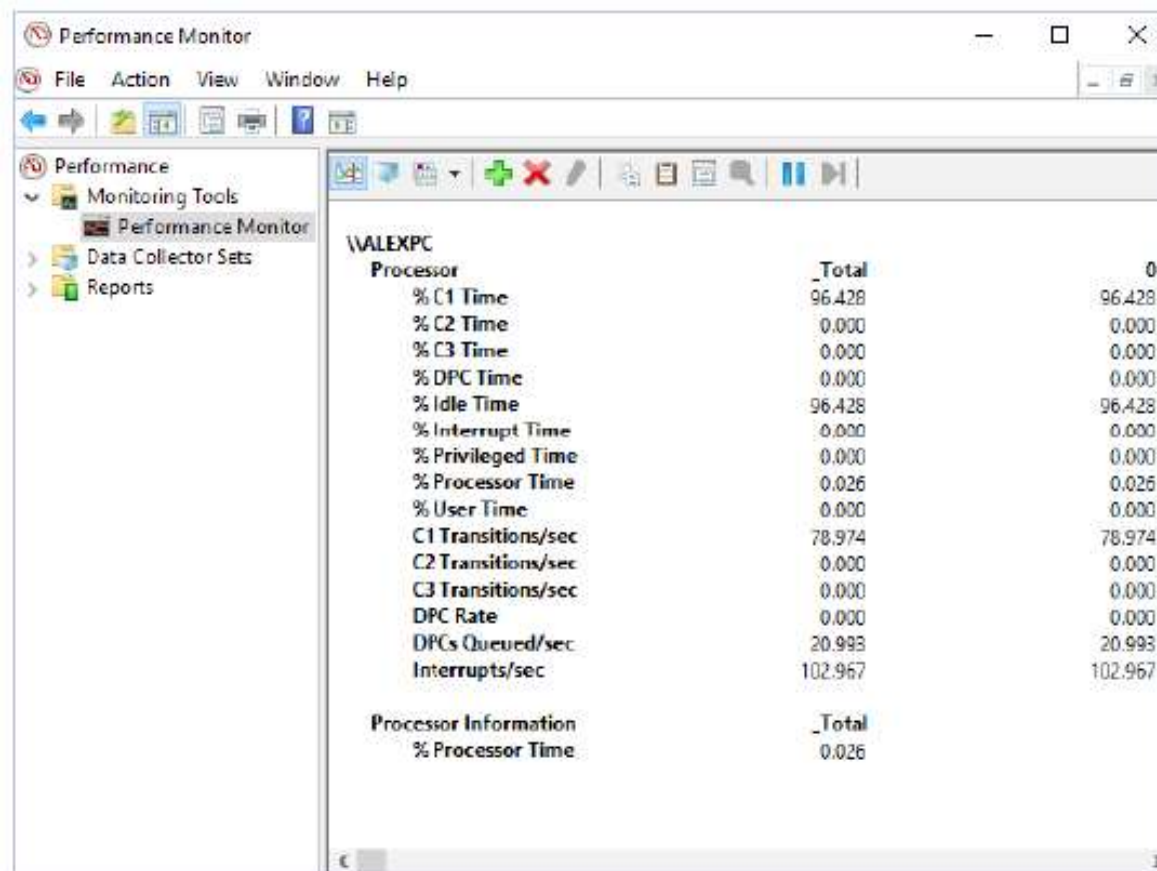 Performance Monitor
File Action View Window Help
Performance
Monitoring Tools
Performance Monitor
Data Collector Sets
Reports
\\ALEXPC
Processor _Total 0
% C1 Time 96.428 96.428
% C2 Time 0.000 0.000
% C3 Time 0.000 0.000
% DPC Time 0.000 0.000
% Idle Time 96.428 96.428
% Interrupt Time 0.000 0.000
% Privileged Time 0.000 0.000
% Processor Time 0.026 0.026
% User Time 0.000 0.000
C1 Transitions/sec 78.974 78.974
C2 Transitions/sec 0.000 0.000
C3 Transitions/sec 0.000 0.000
DPC Rate 0.000 0.000
DPCs Queued/sec 20.993 20.993
Interrupts/sec 102.967 102.967
Processor Information _Total
% Processor Time 0.026